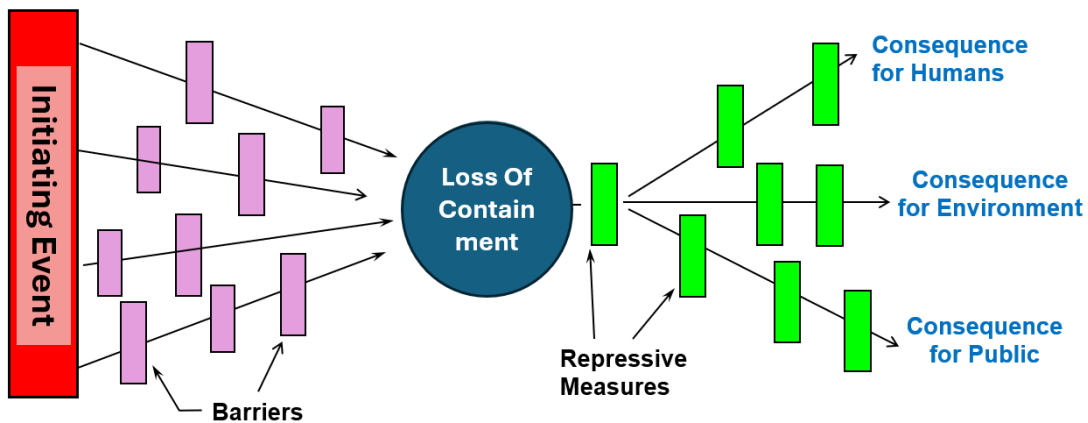 Initiating Event
Barriers
Loss Of
Contain
ment
Repressive
Measures
Consequence
for Humans
Consequence
for Environment
Consequence
for Public